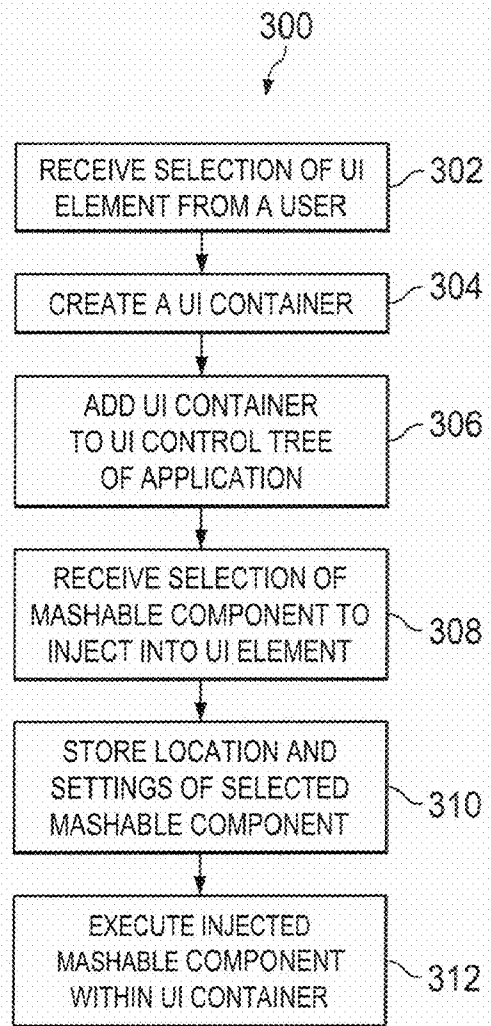 300
RECEIVE SELECTION OF UI
ELEMENT FROM A USER
302
CREATE A UI CONTAINER
304
ADD UI CONTAINER
TO UI CONTROL TREE
OF APPLICATION
306
RECEIVE SELECTION OF
MASHABLE COMPONENT TO
INJECT INTO UI ELEMENT
308
STORE LOCATION AND
SETTINGS OF SELECTED
MASHABLE COMPONENT
310
EXECUTE INJECTED
MASHABLE COMPONENT
WITHIN UI CONTAINER
312